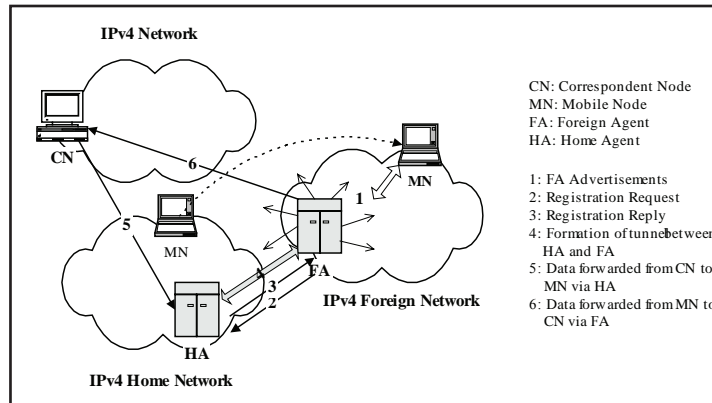 IPv4 Network
CN
6
MN
1
5
MN
FA
4
3
2
IPv4 Foreign Network
HA
IPv4 Home Network
CN: Correspondent Node
MN: Mobile Node
FA: Foreign Agent
HA: Home Agent
1: FA Advertisements
2: Registration Request
3: Registration Reply
4: Formation of tunnel between
HA and FA
5: Data forwarded from CN to
MN via HA
6: Data forwarded from MN to
CN via FA